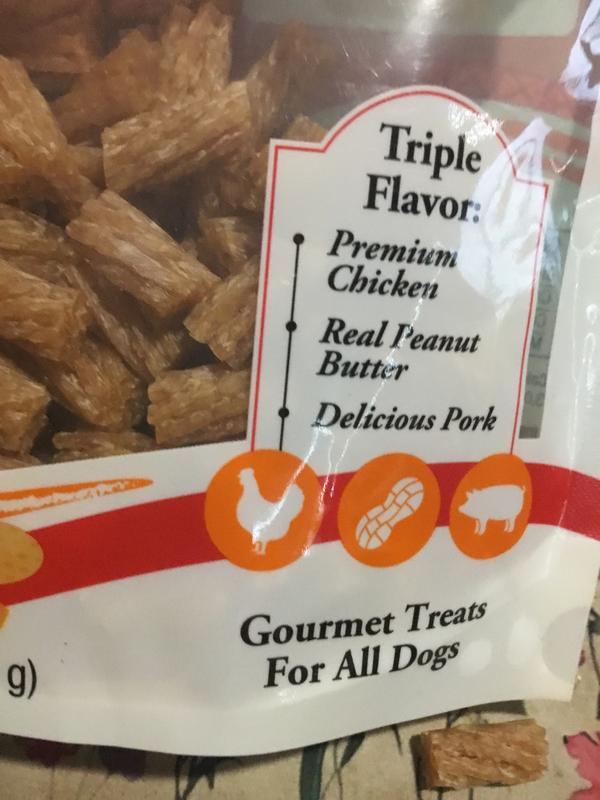 Triple
Flavor:
Premium
Chicken
Real Peanut
Butter
Delicious Pork
Gourmet Treats
For All Dogs
g)